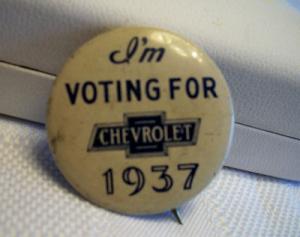 I'm
VOTING FOR
CHEVROLET
1937